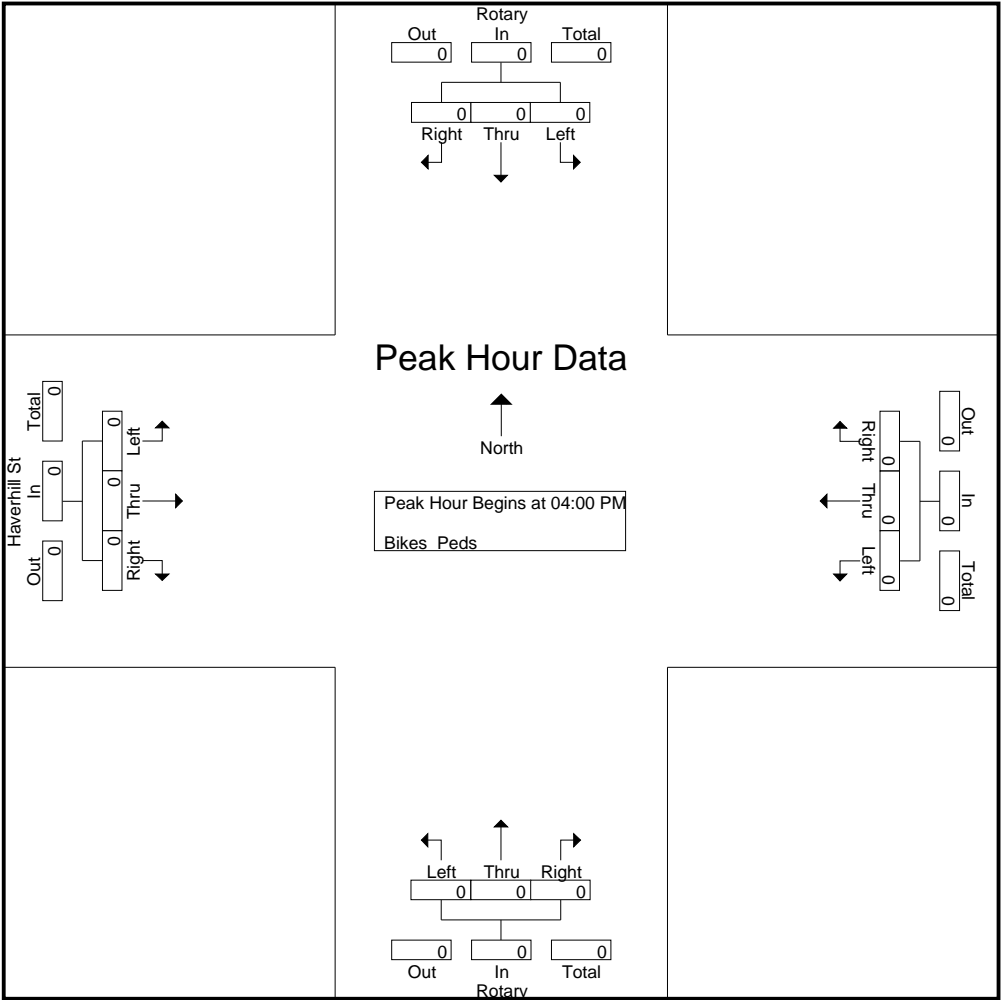 Rotary
Out In Total
0 0 0
0 0 0
Right Thru Left
Peak Hour Data
North
Peak Hour Begins at 04:00 PM
Bikes Peds
Haverhill St
Total In Out
0 0 0
0 0 0
Left Thru Right
Out In Total
0 0 0
0 0 0
Right Thru Left
Left Thru Right
0 0 0
0 0 0
Out In Total
Rotary